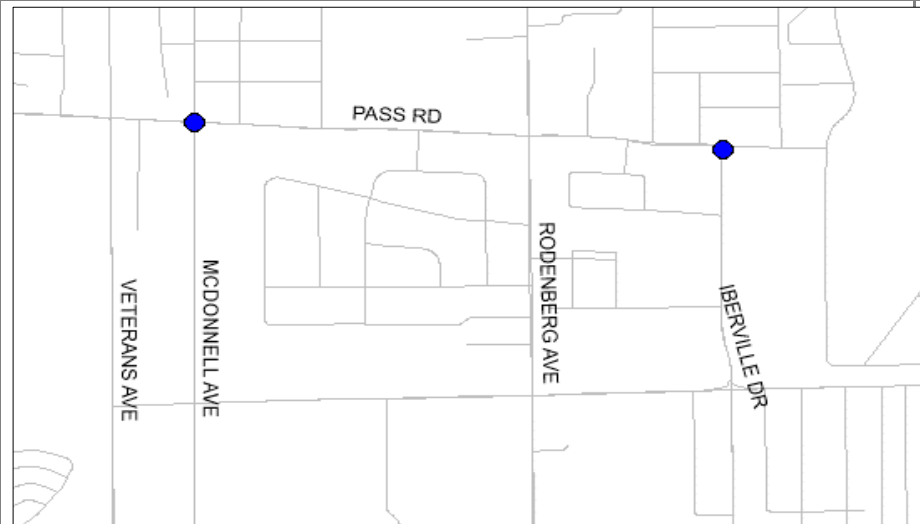 PASS RD
VETERANS AVE
MCDONNELL AVE
RODENBERG AVE
IBERVILLE DR